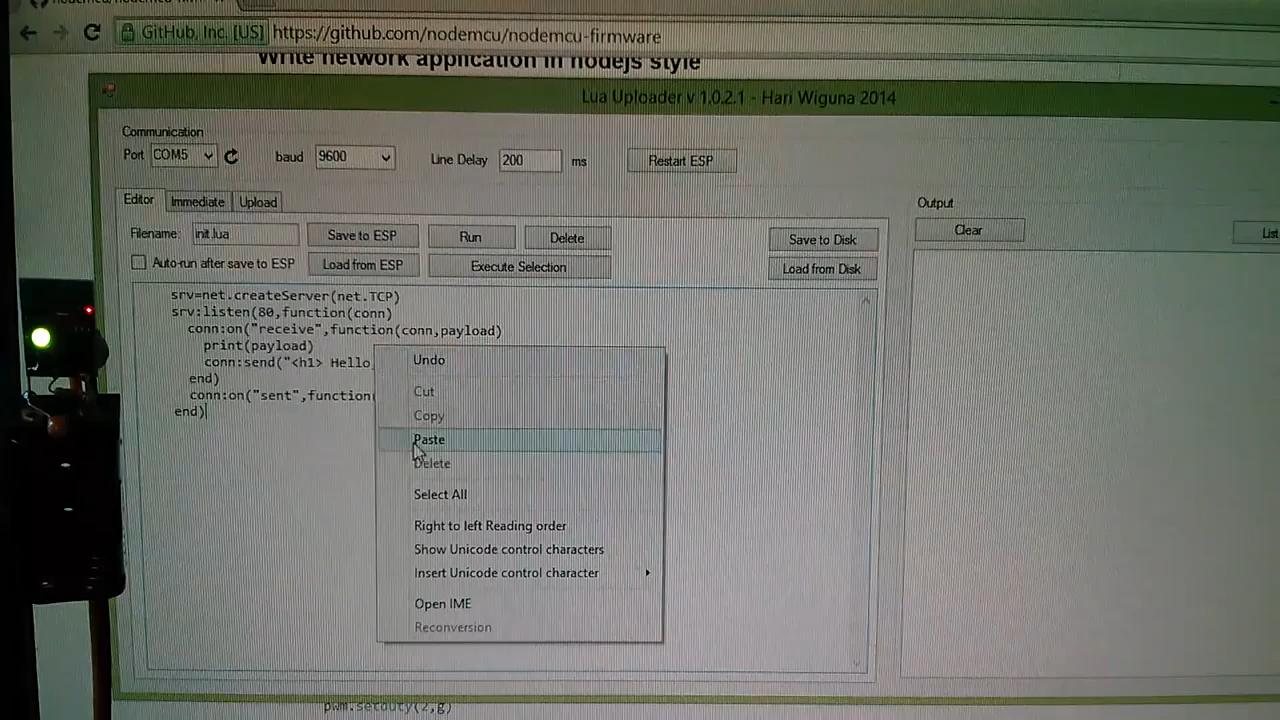 GitHub, Inc. [US] https://github.com/nodemcu/nodemcu-firmware
Write network application in nodejs style
Lua Uploader v 1.0.2.1 - Hari Wiguna 2014
Communication
Port COM5 baud 9600 Line Delay 200 ms Restart ESP
Editor Immediate Upload
Output
Filename: init.lua Save to ESP Run Delete Save to Disk Clear List
Auto-run after save to ESP Load from ESP Execute Selection Load from Disk
srv=net.createServer(net.TCP)
srv:listen(80,function(conn)
conn:on("receive",function(conn,payload)
print(payload)
conn:send("<h1> Hello
end)
conn:on("sent",function
end)
Undo
Cut
Copy
Paste
Delete
Select All
Right to left Reading order
Show Unicode control characters
Insert Unicode control character
Open IME
Reconversion
pwm.setduty(2,g)